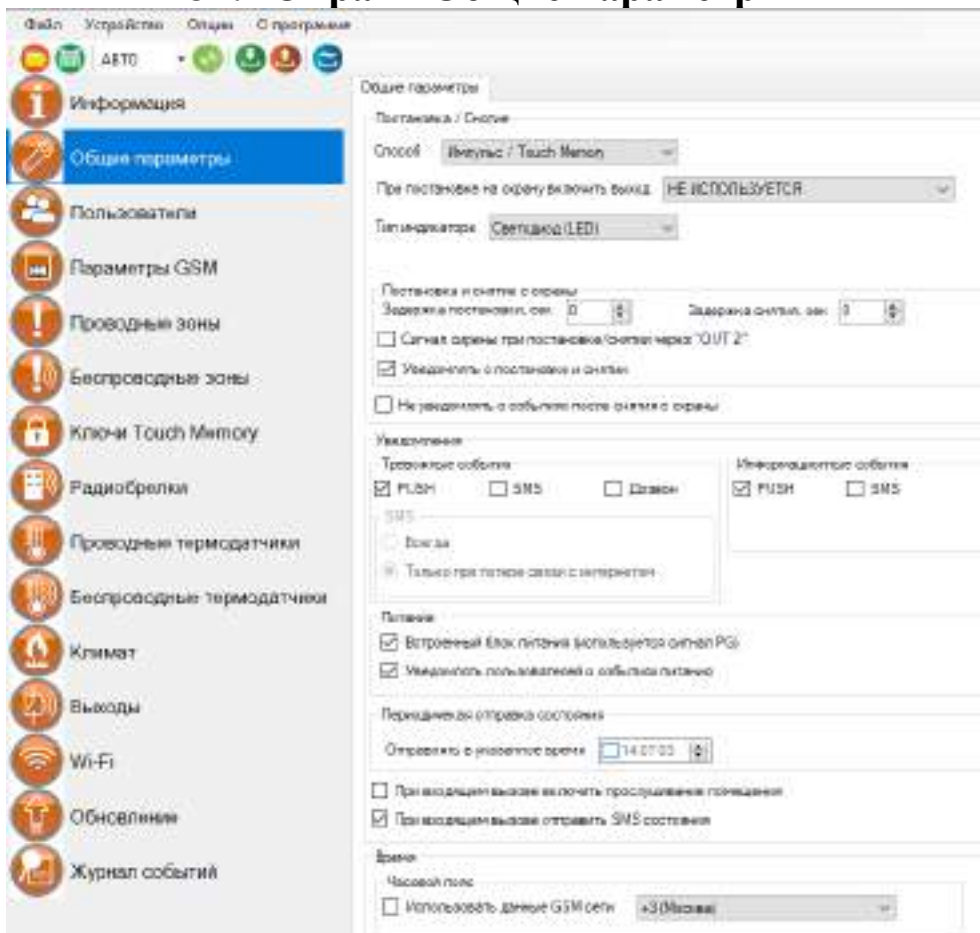 Файл Устройство Опции О программе
АВТО
Информация
Общие параметры
Пользователи
Параметры GSM
Проводные зоны
Беспроводные зоны
Ключи Touch Memory
Радиобрелки
Проводные термодатчики
Беспроводные термодатчики
Климат
Выходы
Wi-Fi
Обновление
Журнал событий
Общие параметры
Постановка / Снятие
Способ Импульс / Touch Memory
При постановке на охрану включить выход НЕ ИСПОЛЬЗУЕТСЯ
Тип индикатора Светодиод (LED)
Постановка и снятие с охраны
Задержка постановки, сек 0 Задержка снятия, сек 0
Сигнал сирены при постановке/снятии через "OUT 2"
Уведомлять о постановке и снятии
Не уведомлять о событиях после снятия с охраны
Уведомления
Тревожные события
PUSH SMS Дозвон
SMS
Всегда
Только при потере связи с интернетом
Информационные события
PUSH SMS
Питание
Встроенный блок питания (используется сигнал PG)
Уведомлять пользователей о событиях питания
Периодическая отправка состояния
Отправлять в указанное время 14:07:03
При входящем вызове включить прослушивание помещения
При входящем вызове отправить SMS состояния
Время
Часовой пояс
Использовать данные GSM сети +3 (Москва)